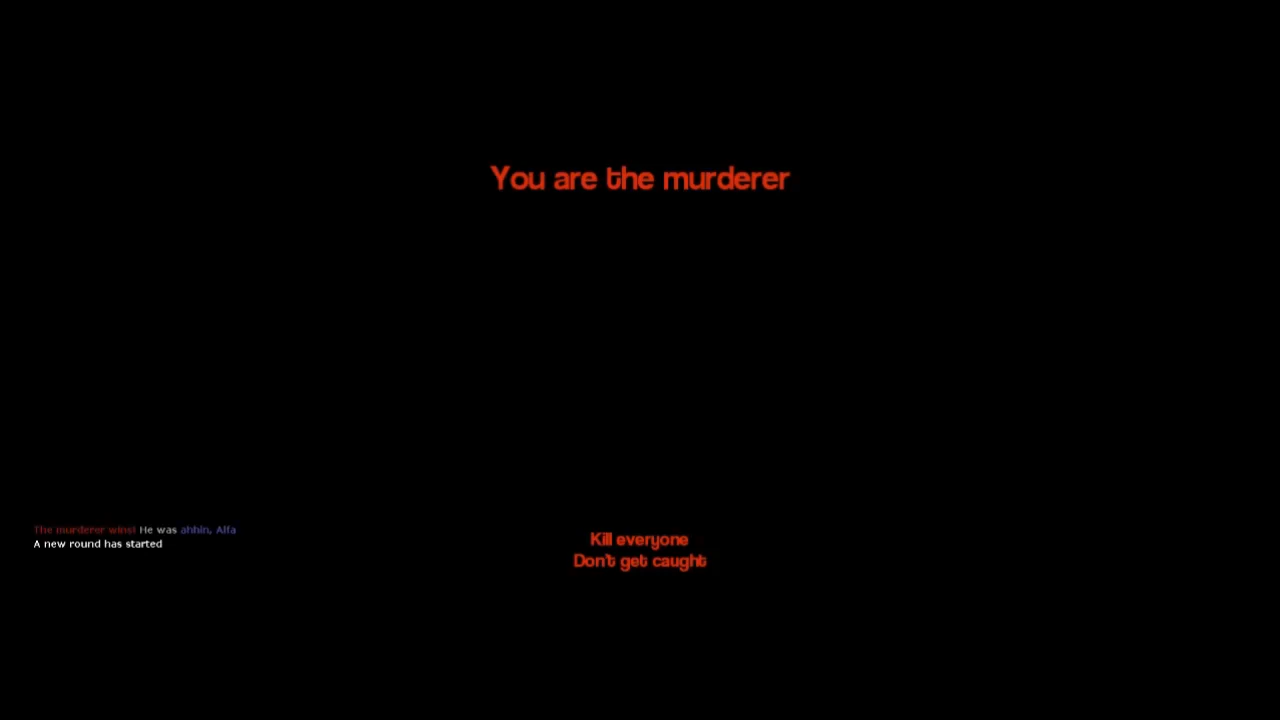 You are the murderer
The murderer wins! He was ahhin, Alfa
A new round has started
Kill everyone
Don't get caught